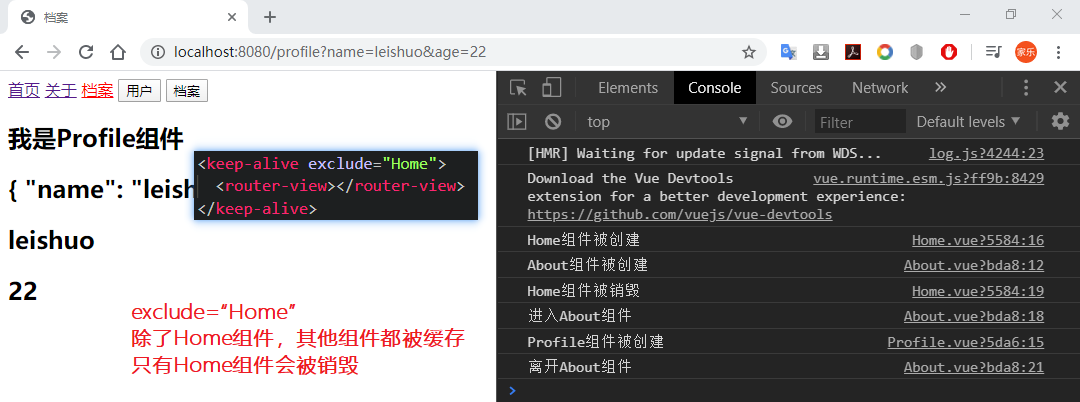 档案
localhost:8080/profile?name=leishuo&age=22
家乐
首页 关于 档案 用户 档案
我是Profile组件
{ "name": "leish
<keep-alive exclude="Home">
<router-view></router-view>
</keep-alive>
leishuo
22
exclude=”Home”
除了Home组件，其他组件都被缓存
只有Home组件会被销毁
Elements Console Sources Network
top Filter Default levels
[HMR] Waiting for update signal from WDS... log.js?4244:23
Download the Vue Devtools vue.runtime.esm.js?ff9b:8429
extension for a better development experience:
https://github.com/vuejs/vue-devtools
Home组件被创建 Home.vue?5584:16
About组件被创建 About.vue?bda8:12
Home组件被销毁 Home.vue?5584:19
进入About组件 About.vue?bda8:18
Profile组件被创建 Profile.vue?5da6:15
离开About组件 About.vue?bda8:21